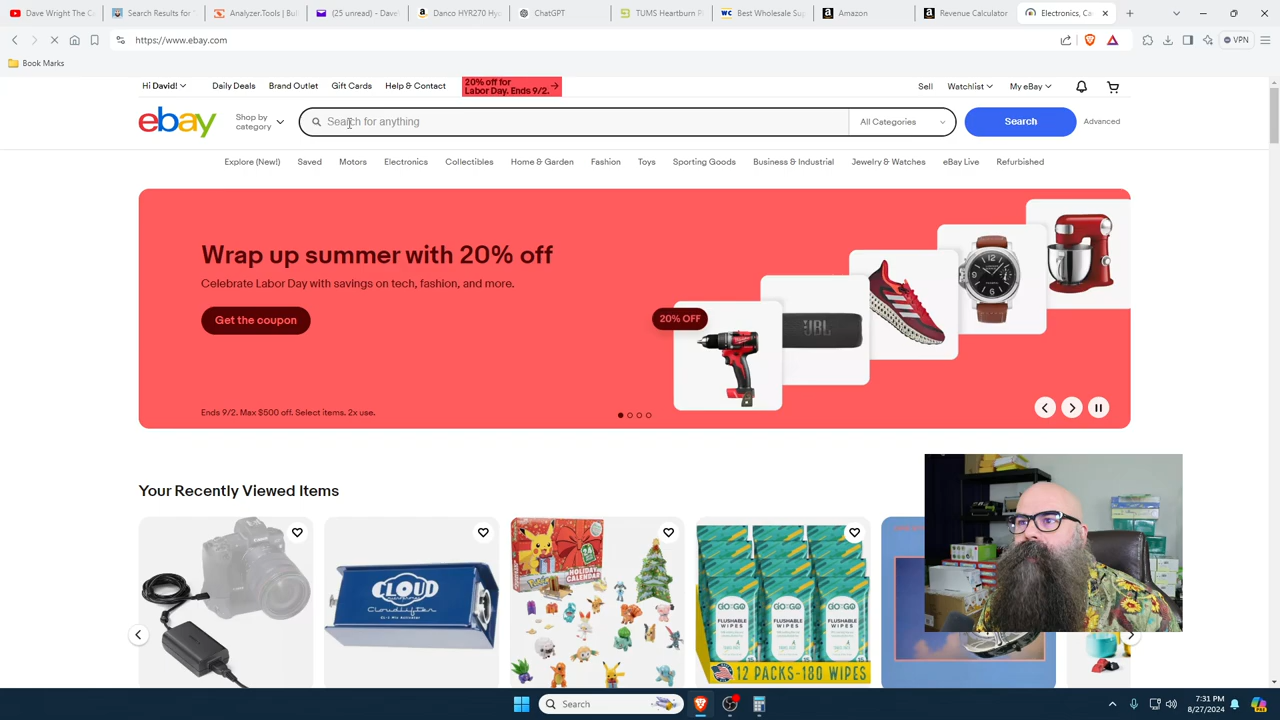 Dave Wright The C
Search Results for
Analyzer.Tools | Bul
(25 unread) - Dave
Danco HYR270 Hyd
ChatGPT
TUMS Heartburn R
Best Wholesale Sup
Amazon
Revenue Calculator
Electronics, Ca
https://www.ebay.com
VPN
Book Marks
Hi David!
Daily Deals
Brand Outlet
Gift Cards
Help & Contact
20% off for
Labor Day. Ends 9/2.
Sell
Watchlist
My eBay
ebay
Shop by
category
Search for anything
All Categories
Search
Advanced
Explore (New!)
Saved
Motors
Electronics
Collectibles
Home & Garden
Fashion
Toys
Sporting Goods
Business & Industrial
Jewelry & Watches
eBay Live
Refurbished
Wrap up summer with 20% off
Celebrate Labor Day with savings on tech, fashion, and more.
Get the coupon
20% OFF
JBL
Ends 9/2. Max $500 off. Select items. 2x use.
Your Recently Viewed Items
CLOUD
Cloudlifter
24
HOLIDAY
CALENDAR
GO2GO
FLUSHABLE
WIPES
12 PACKS-180 WIPES
Search
7:31 PM
8/27/2024